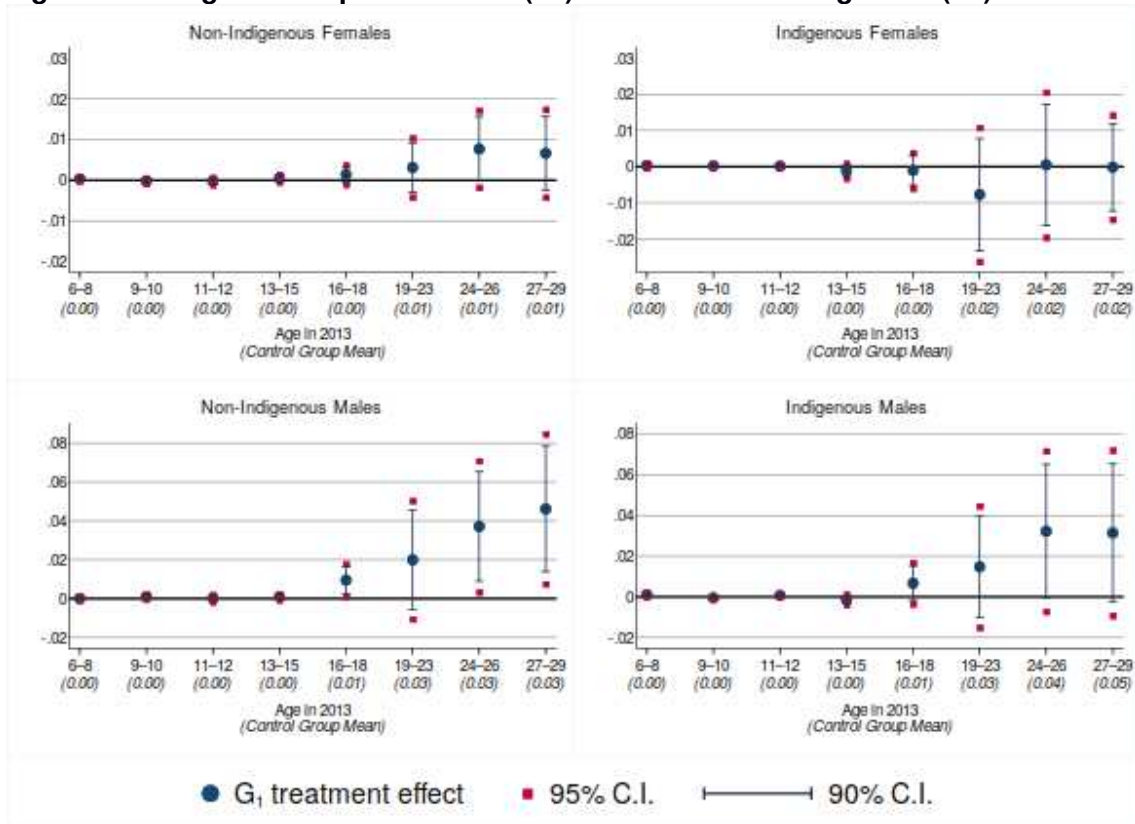 Non-Indigenous Females
.03
.02
.01
0
-.01
-.02
6–8 9–10 11–12 13–15 16–18 19–23 24–26 27–29
(0.00) (0.00) (0.00) (0.00) (0.00) (0.01) (0.01) (0.01)
Age in 2013
(Control Group Mean)
Indigenous Females
.03
.02
.01
0
-.01
-.02
6–8 9–10 11–12 13–15 16–18 19–23 24–26 27–29
(0.00) (0.00) (0.00) (0.00) (0.00) (0.02) (0.02) (0.02)
Age in 2013
(Control Group Mean)
Non-Indigenous Males
.08
.06
.04
.02
0
-.02
6–8 9–10 11–12 13–15 16–18 19–23 24–26 27–29
(0.00) (0.00) (0.00) (0.00) (0.01) (0.03) (0.03) (0.03)
Age in 2013
(Control Group Mean)
Indigenous Males
.08
.06
.04
.02
0
-.02
6–8 9–10 11–12 13–15 16–18 19–23 24–26 27–29
(0.00) (0.00) (0.00) (0.00) (0.01) (0.03) (0.04) (0.05)
Age in 2013
(Control Group Mean)
G₁ treatment effect 95% C.I. 90% C.I.